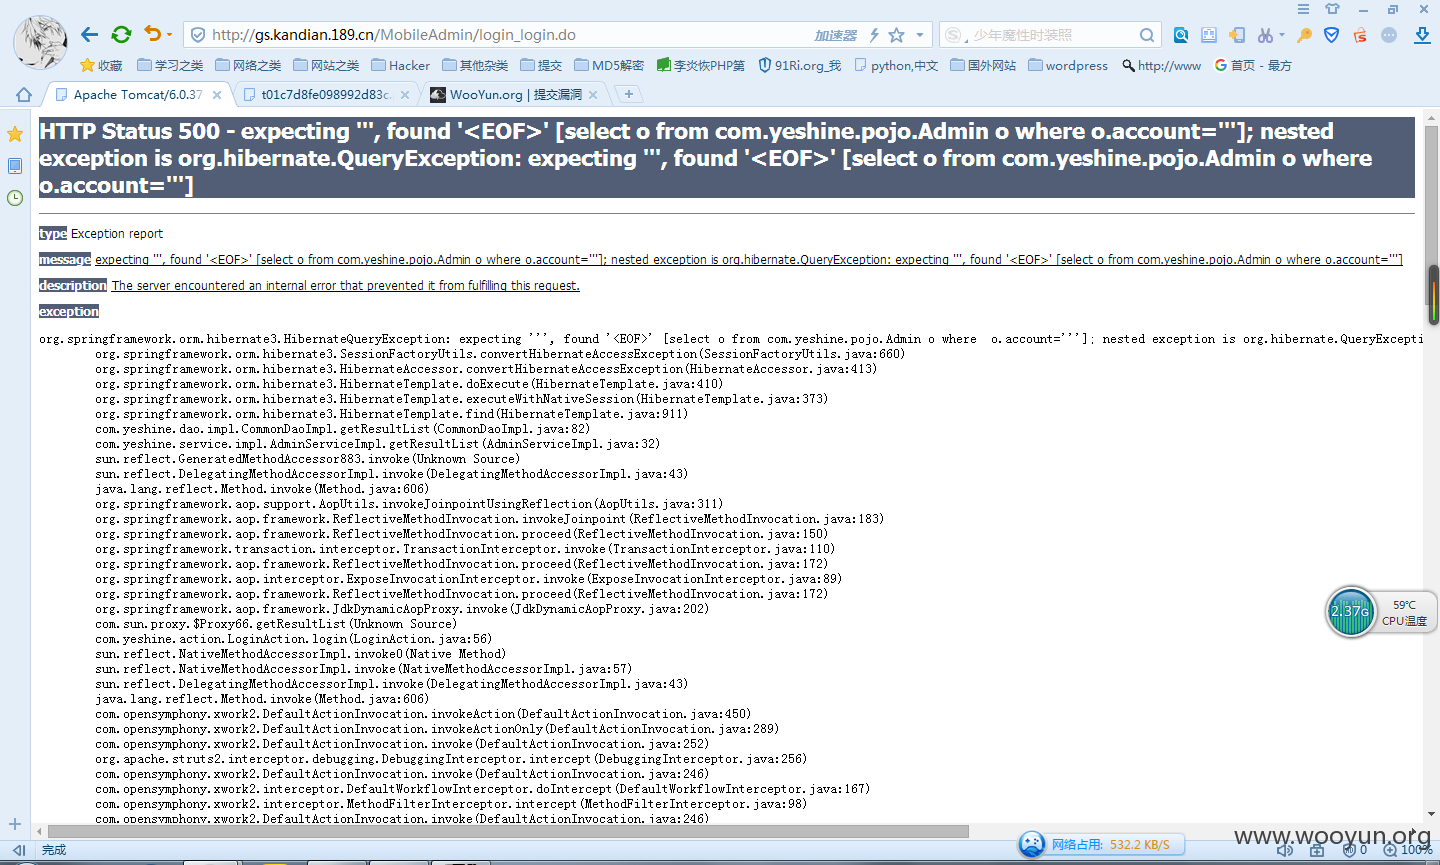 http://gs.kandian.189.cn/MobileAdmin/login_login.do
加速器
少年魔性时装照
收藏 学习之类 网络之类 网站之类 Hacker 其他杂类 提交 MD5解密 李炎恢PHP第 91Ri.org_我 python,中文 国外网站 wordpress http://www 首页 - 最方
Apache Tomcat/6.0.37 t01c7d8fe098992d83c. WooYun.org | 提交漏洞
HTTP Status 500 - expecting ''', found '<EOF>' [select o from com.yeshine.pojo.Admin o where o.account=''']; nested
exception is org.hibernate.QueryException: expecting ''', found '<EOF>' [select o from com.yeshine.pojo.Admin o where
o.account=''']
type Exception report
message expecting ''', found '<EOF>' [select o from com.yeshine.pojo.Admin o where o.account=''']; nested exception is org.hibernate.QueryException: expecting ''', found '<EOF>' [select o from com.yeshine.pojo.Admin o where o.account=''']
description The server encountered an internal error that prevented it from fulfilling this request.
exception
org.springframework.orm.hibernate3.HibernateQueryException: expecting ''', found '<EOF>' [select o from com.yeshine.pojo.Admin o where  o.account=''']; nested exception is org.hibernate.QueryExcepti
org.springframework.orm.hibernate3.SessionFactoryUtils.convertHibernateAccessException(SessionFactoryUtils.java:660)
org.springframework.orm.hibernate3.HibernateAccessor.convertHibernateAccessException(HibernateAccessor.java:413)
org.springframework.orm.hibernate3.HibernateTemplate.doExecute(HibernateTemplate.java:410)
org.springframework.orm.hibernate3.HibernateTemplate.executeWithNativeSession(HibernateTemplate.java:373)
org.springframework.orm.hibernate3.HibernateTemplate.find(HibernateTemplate.java:911)
com.yeshine.dao.impl.CommonDaoImpl.getResultList(CommonDaoImpl.java:82)
com.yeshine.service.impl.AdminServiceImpl.getResultList(AdminServiceImpl.java:32)
sun.reflect.GeneratedMethodAccessor883.invoke(Unknown Source)
sun.reflect.DelegatingMethodAccessorImpl.invoke(DelegatingMethodAccessorImpl.java:43)
java.lang.reflect.Method.invoke(Method.java:606)
org.springframework.aop.support.AopUtils.invokeJoinpointUsingReflection(AopUtils.java:311)
org.springframework.aop.framework.ReflectiveMethodInvocation.invokeJoinpoint(ReflectiveMethodInvocation.java:183)
org.springframework.aop.framework.ReflectiveMethodInvocation.proceed(ReflectiveMethodInvocation.java:150)
org.springframework.transaction.interceptor.TransactionInterceptor.invoke(TransactionInterceptor.java:110)
org.springframework.aop.framework.ReflectiveMethodInvocation.proceed(ReflectiveMethodInvocation.java:172)
org.springframework.aop.interceptor.ExposeInvocationInterceptor.invoke(ExposeInvocationInterceptor.java:89)
org.springframework.aop.framework.ReflectiveMethodInvocation.proceed(ReflectiveMethodInvocation.java:172)
org.springframework.aop.framework.JdkDynamicAopProxy.invoke(JdkDynamicAopProxy.java:202)
com.sun.proxy.$Proxy66.getResultList(Unknown Source)
com.yeshine.action.LoginAction.login(LoginAction.java:56)
sun.reflect.NativeMethodAccessorImpl.invoke0(Native Method)
sun.reflect.NativeMethodAccessorImpl.invoke(NativeMethodAccessorImpl.java:57)
sun.reflect.DelegatingMethodAccessorImpl.invoke(DelegatingMethodAccessorImpl.java:43)
java.lang.reflect.Method.invoke(Method.java:606)
com.opensymphony.xwork2.DefaultActionInvocation.invokeAction(DefaultActionInvocation.java:450)
com.opensymphony.xwork2.DefaultActionInvocation.invokeActionOnly(DefaultActionInvocation.java:289)
com.opensymphony.xwork2.DefaultActionInvocation.invoke(DefaultActionInvocation.java:252)
org.apache.struts2.interceptor.debugging.DebuggingInterceptor.intercept(DebuggingInterceptor.java:256)
com.opensymphony.xwork2.DefaultActionInvocation.invoke(DefaultActionInvocation.java:246)
com.opensymphony.xwork2.interceptor.DefaultWorkflowInterceptor.doIntercept(DefaultWorkflowInterceptor.java:167)
com.opensymphony.xwork2.interceptor.MethodFilterInterceptor.intercept(MethodFilterInterceptor.java:98)
com.opensymphony.xwork2.DefaultActionInvocation.invoke(DefaultActionInvocation.java:246)
2.37G
59℃
CPU温度
www.wooyun.org
完成
网络占用: 532.2 KB/S
0
100%